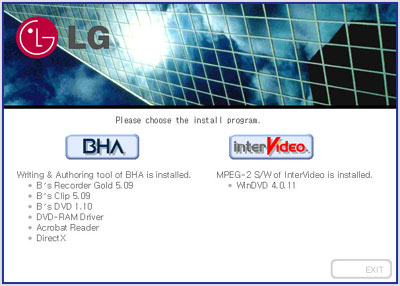 LG
Please choose the install program.
BHA
interVideo.
Writing & Authoring tool of BHA is installed.
B's Recorder Gold 5.09
B's Clip 5.09
B's DVD 1.10
DVD-RAM Driver
Acrobat Reader
DirectX
MPEG-2 S/W of InterVideo is installed.
WinDVD 4.0.11
EXIT